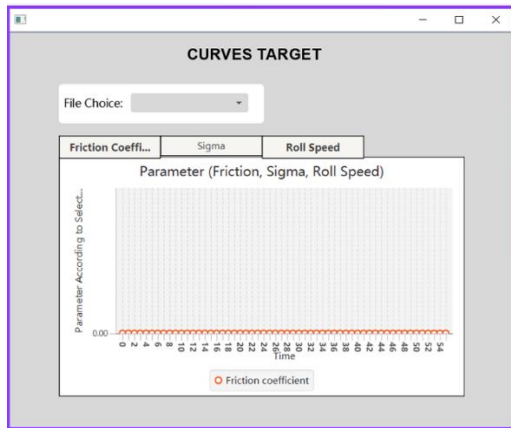 CURVES TARGET
File Choice:
Friction Coeffi... Sigma Roll Speed
Parameter (Friction, Sigma, Roll Speed)
Parameter According to Select...
0.00
0 2 4 6 8 10 12 14 16 18 20 22 24 26 28 30 32 34 36 38 40 42 44 46 48 50 52 54
Time
Friction coefficient